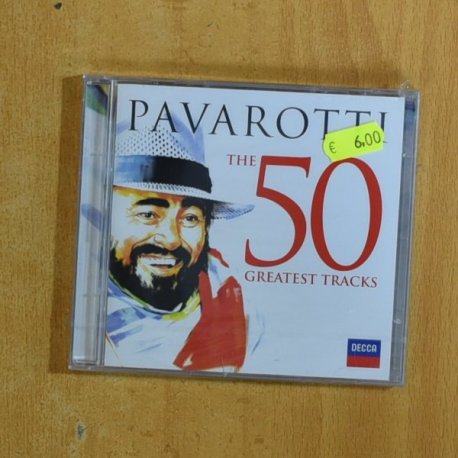 PAVAROTTI
€ 6,00
THE
50
GREATEST TRACKS
DECCA